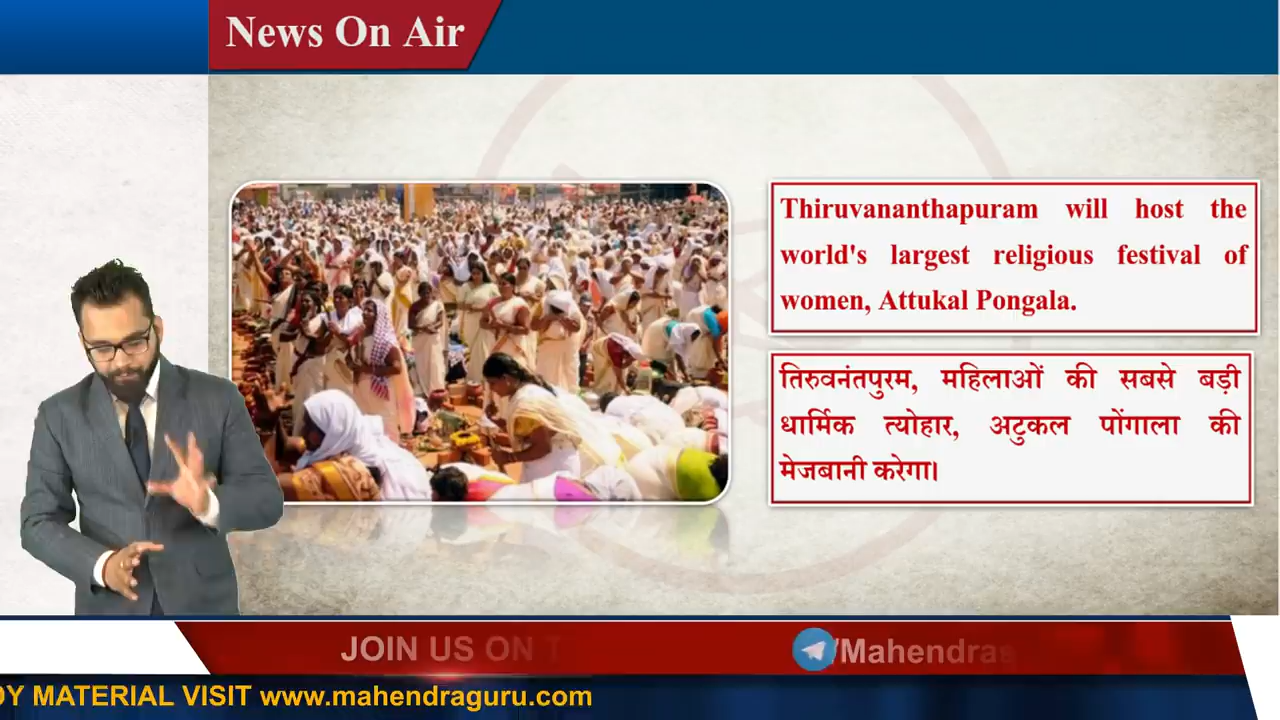 News On Air
Thiruvananthapuram will host the
world's largest religious festival of
women, Attukal Pongala.
तिरुवनंतपुरम, महिलाओं की सबसे बड़ी
धार्मिक त्योहार, अटुकल पोंगाला की
मेजबानी करेगा।
JOIN US ON T
/Mahendras
DY MATERIAL VISIT www.mahendraguru.com